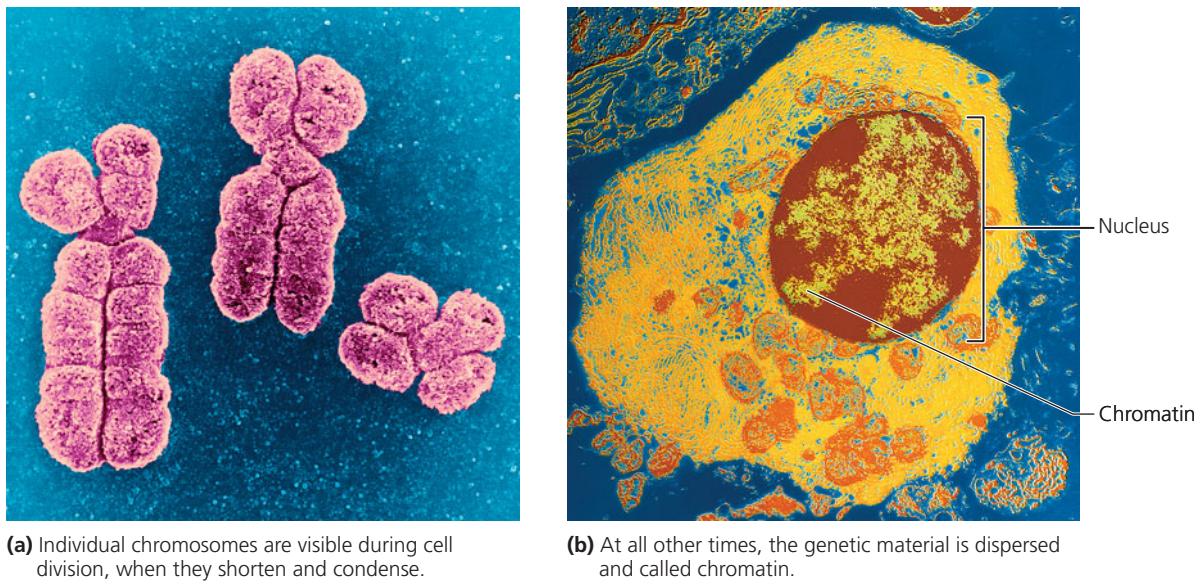 Nucleus
Chromatin
(a) Individual chromosomes are visible during cell
division, when they shorten and condense.
(b) At all other times, the genetic material is dispersed
and called chromatin.